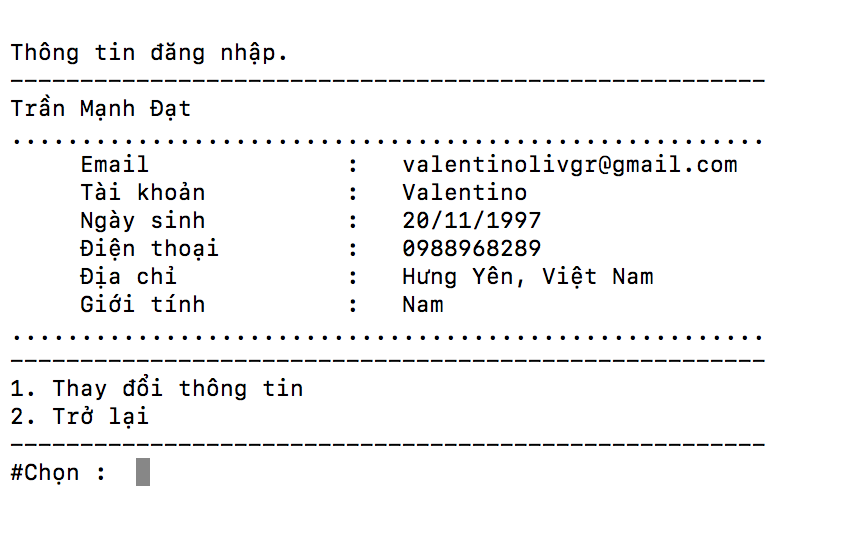 Thông tin đăng nhập.
------------------------------------------------------
Trần Mạnh Đạt
......................................................
Email : valentinolivgr@gmail.com
Tài khoản : Valentino
Ngày sinh : 20/11/1997
Điện thoại : 0988968289
Địa chỉ : Hưng Yên, Việt Nam
Giới tính : Nam
......................................................
------------------------------------------------------
1. Thay đổi thông tin
2. Trở lại
------------------------------------------------------
#Chọn :